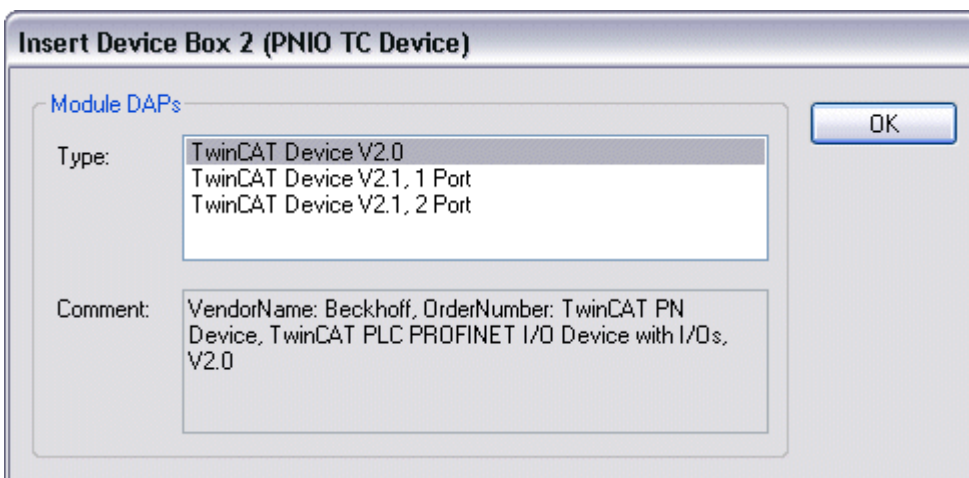 Insert Device Box 2 (PNIO TC Device)
Module DAPs
OK
Type:
TwinCAT Device V2.0
TwinCAT Device V2.1, 1 Port
TwinCAT Device V2.1, 2 Port
Comment:
VendorName: Beckhoff, OrderNumber: TwinCAT PN
Device, TwinCAT PLC PROFINET I/O Device with I/Os,
V2.0